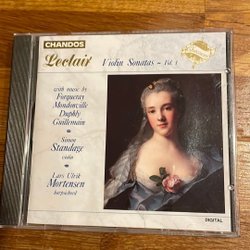 CHANDOS
Leclair Violin Sonatas ~ Vol. 1
with music by
Forqueray
Mondonville
Duphly
Guillemain
Simon
Standage
violin
Lars Ulrik
Mortensen
harpsichord
DIGITAL